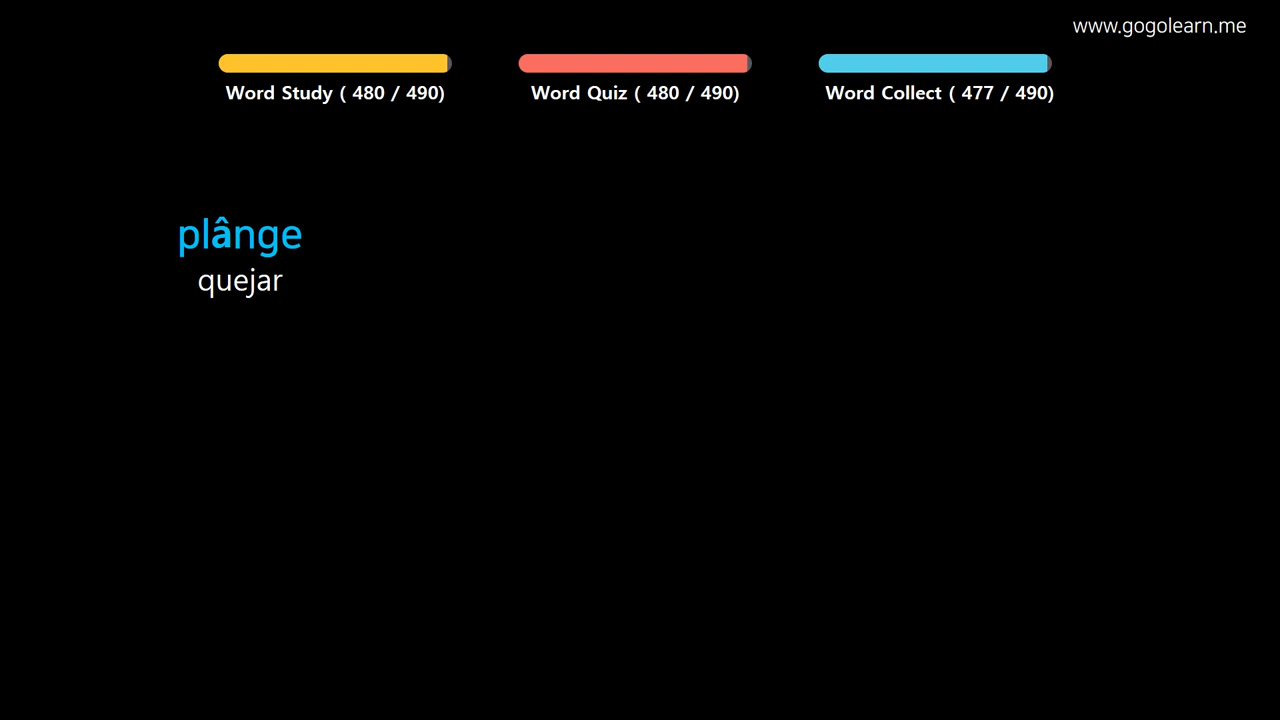 www.gogolearn.me
Word Study ( 480 / 490)
Word Quiz ( 480 / 490)
Word Collect ( 477 / 490)
plânge
quejar